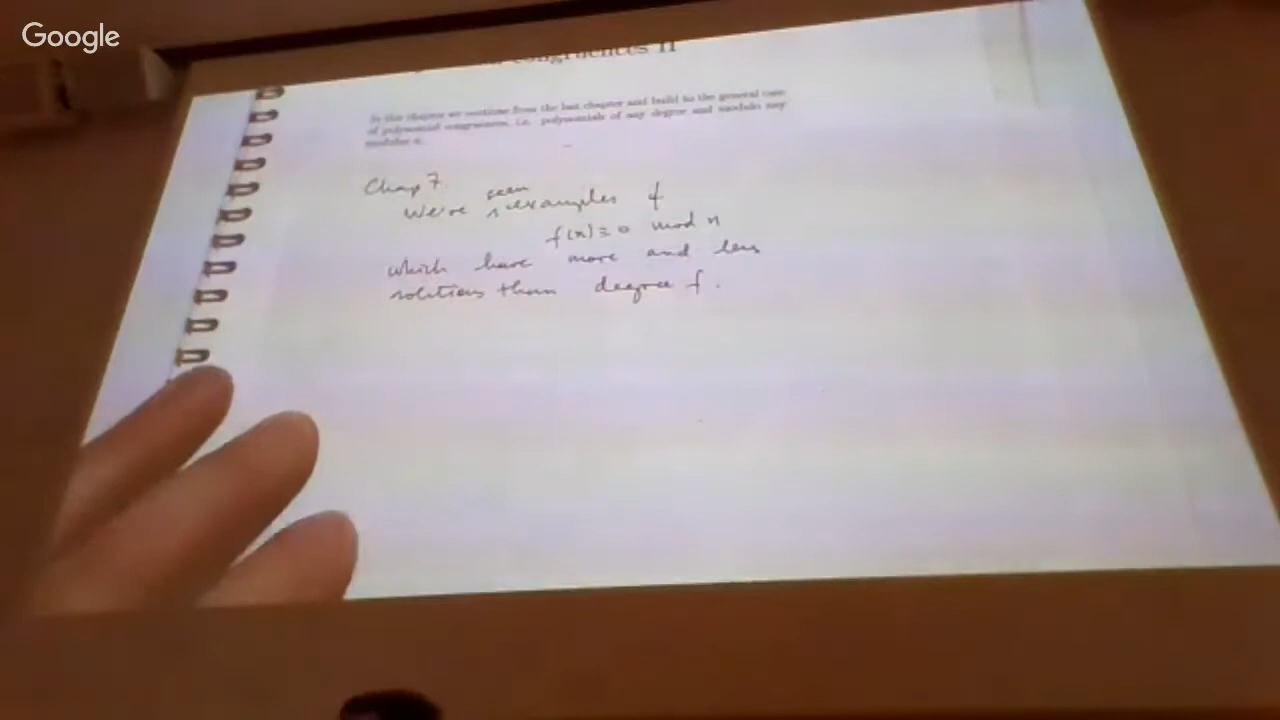 Google
congruences II
In this chapter we continue from the last chapter and build to the general case
of polynomial congruences, i.e. polynomials of any degree and modulo any
modulus n.
Chap 7.
We've seen examples of
f(x) ≡ 0 mod n
which have more and less
solutions than degree f.